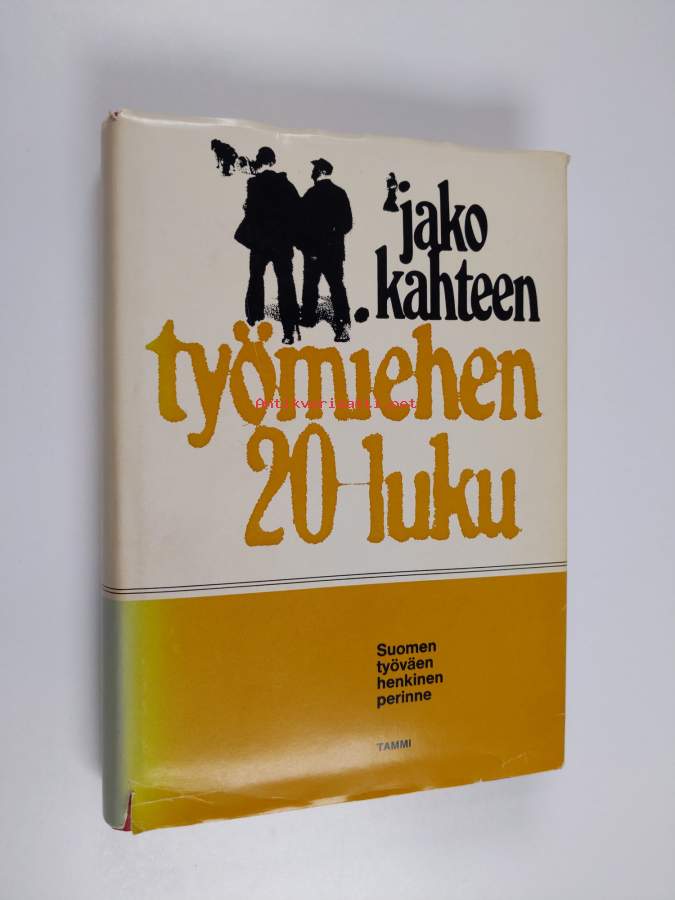 jako
kahteen
työmiehen
Antikvariaatti.net
20-luku
Suomen
työväen
henkinen
perinne
TAMMI